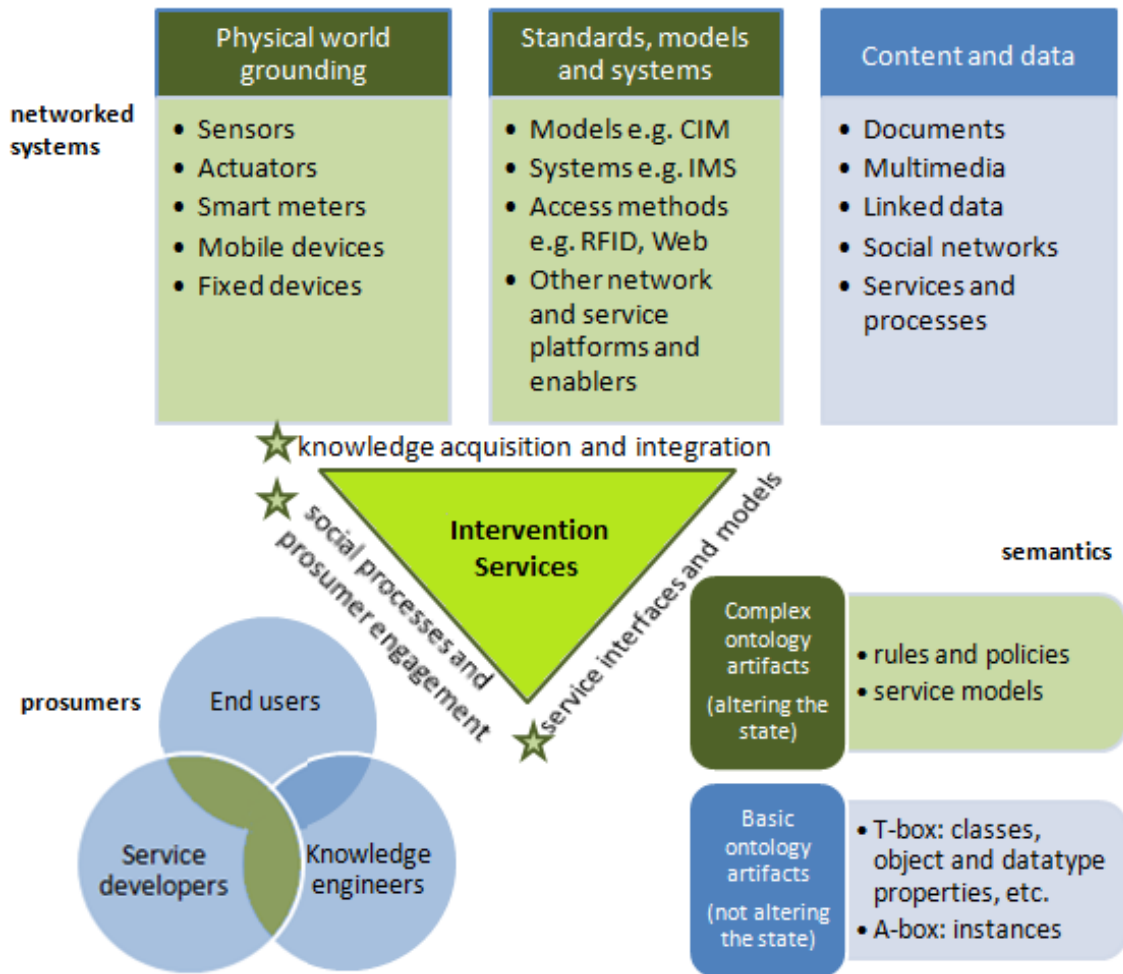 networked
systems
Physical world
grounding
• Sensors
• Actuators
• Smart meters
• Mobile devices
• Fixed devices
Standards, models
and systems
• Models e.g. CIM
• Systems e.g. IMS
• Access methods
e.g. RFID, Web
• Other network
and service
platforms and
enablers
Content and data
• Documents
• Multimedia
• Linked data
• Social networks
• Services and
processes
knowledge acquisition and integration
social processes and
prosumer engagement
Intervention
Services
service interfaces and models
prosumers
End users
Service
developers
Knowledge
engineers
semantics
Complex
ontology
artifacts
(altering the
state)
• rules and policies
• service models
Basic
ontology
artifacts
(not altering
the state)
• T-box: classes,
object and datatype
properties, etc.
• A-box: instances